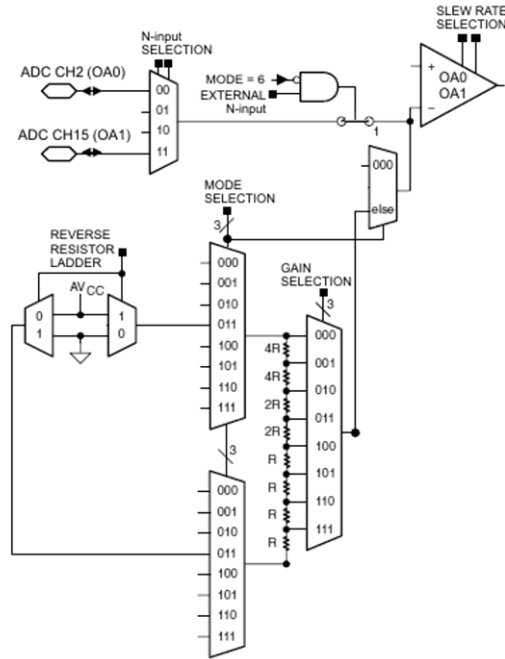 SLEW RATE
SELECTION
N-input
SELECTION
ADC CH2 (OA0)
00
01
10
11
MODE = 6
EXTERNAL
N-input
+
OA0
OA1
−
1
ADC CH15 (OA1)
000
else
MODE
SELECTION
3
REVERSE
RESISTOR
LADDER
AVCC
0
1
1
0
000
001
010
011
100
101
110
111
GAIN
SELECTION
3
4R
4R
2R
2R
R
R
R
R
000
001
010
011
100
101
110
111
3
000
001
010
011
100
101
110
111